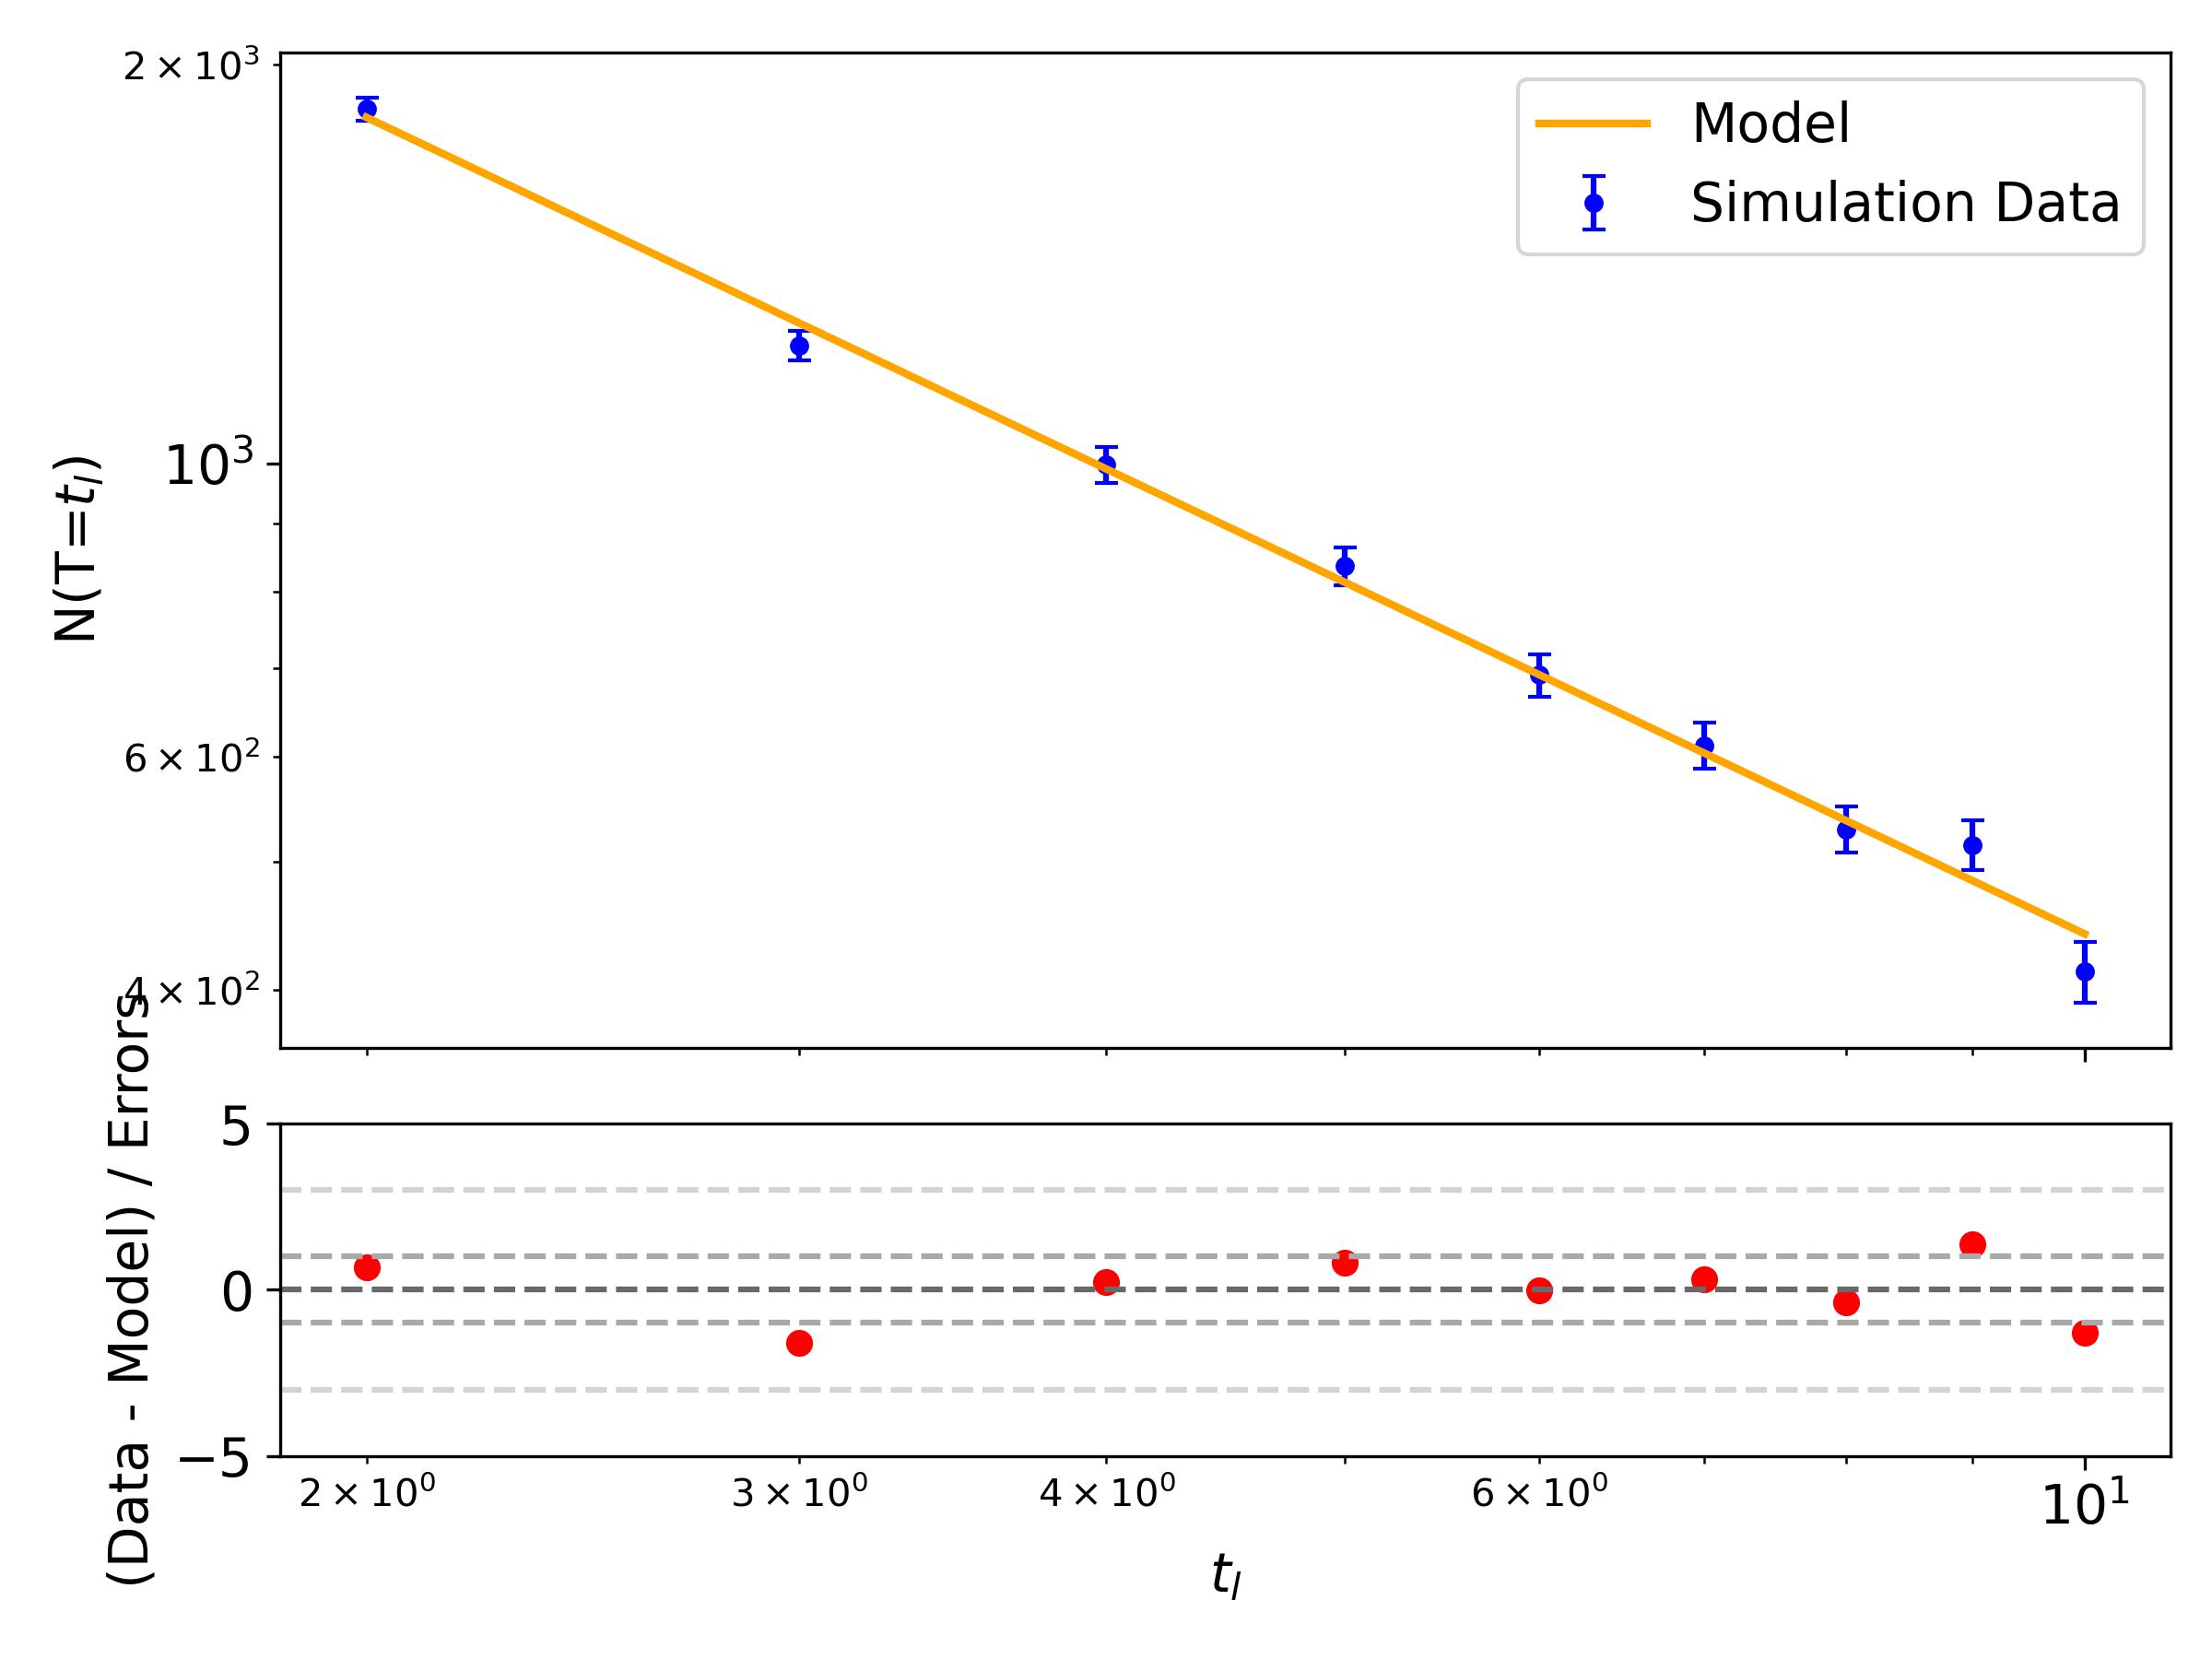 2 × 10³
10³
6 × 10²
4 × 10²
N(T=tₗ)
Model
Simulation Data
5
0
−5
(Data - Model) / Errors
2 × 10⁰
3 × 10⁰
4 × 10⁰
6 × 10⁰
10¹
tₗ